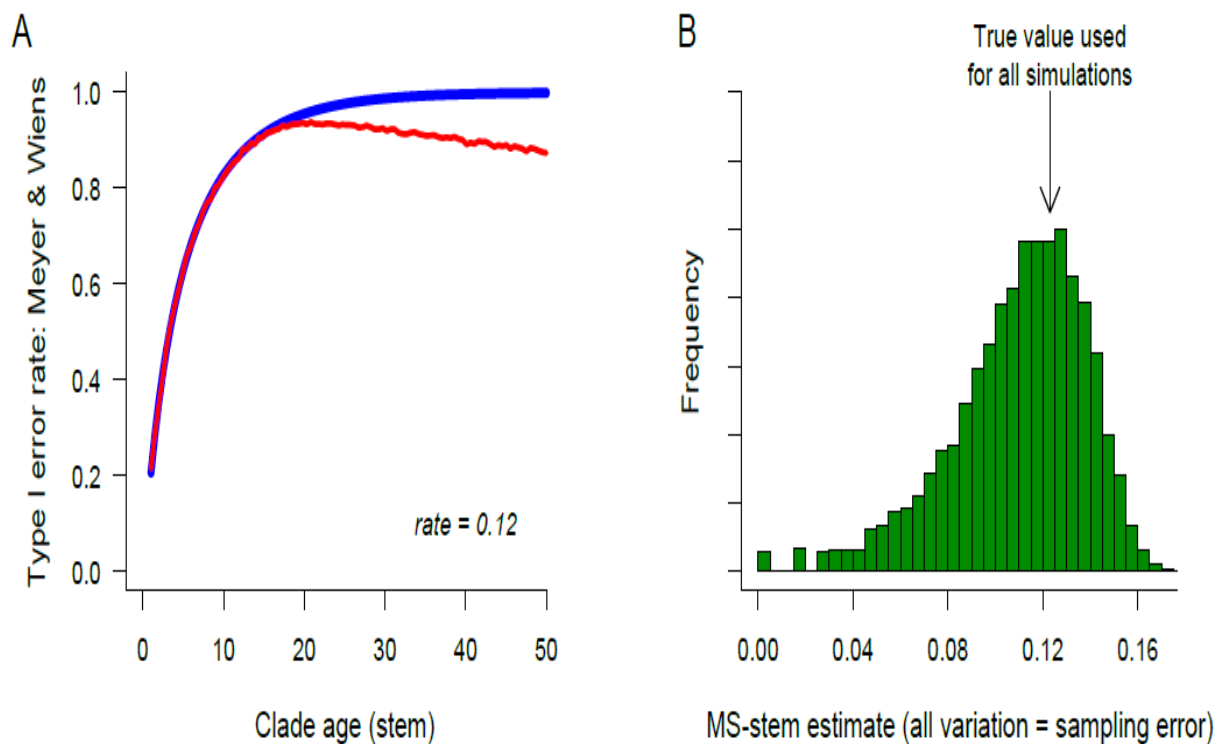 A
Type I error rate: Meyer & Wiens
1.0
0.8
0.6
0.4
0.2
0.0
rate = 0.12
0 10 20 30 40 50
Clade age (stem)
B
True value used
for all simulations
Frequency
0.00 0.04 0.08 0.12 0.16
MS-stem estimate (all variation = sampling error)